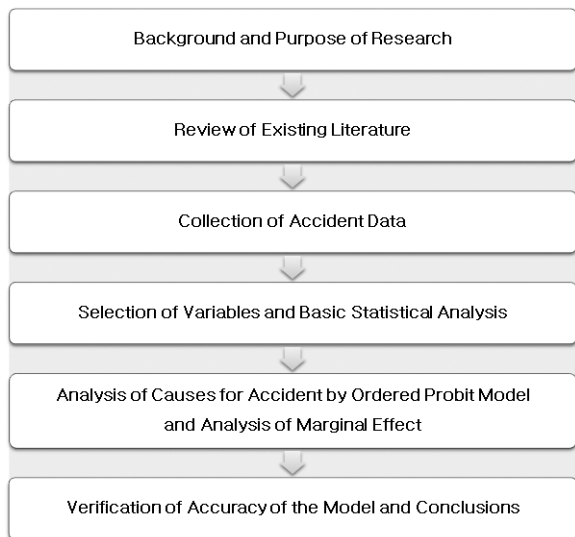 Background and Purpose of Research
Review of Existing Literature
Collection of Accident Data
Selection of Variables and Basic Statistical Analysis
Analysis of Causes for Accident by Ordered Probit Model
and Analysis of Marginal Effect
Verification of Accuracy of the Model and Conclusions